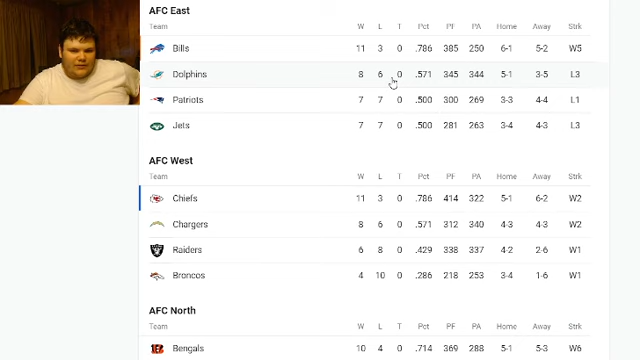 AFC East
Team W L T Pct PF PA Home Away Strk
Bills 11 3 0 .786 385 250 6-1 5-2 W5
Dolphins 8 6 0 .571 345 344 5-1 3-5 L3
Patriots 7 7 0 .500 300 269 3-3 4-4 L1
Jets 7 7 0 .500 281 263 3-4 4-3 L3
AFC West
Team W L T Pct PF PA Home Away Strk
Chiefs 11 3 0 .786 414 322 5-1 6-2 W2
Chargers 8 6 0 .571 312 340 4-3 4-3 W2
Raiders 6 8 0 .429 338 337 4-2 2-6 W1
Broncos 4 10 0 .286 218 253 3-4 1-6 W1
AFC North
Team W L T Pct PF PA Home Away Strk
Bengals 10 4 0 .714 369 288 5-1 5-3 W6